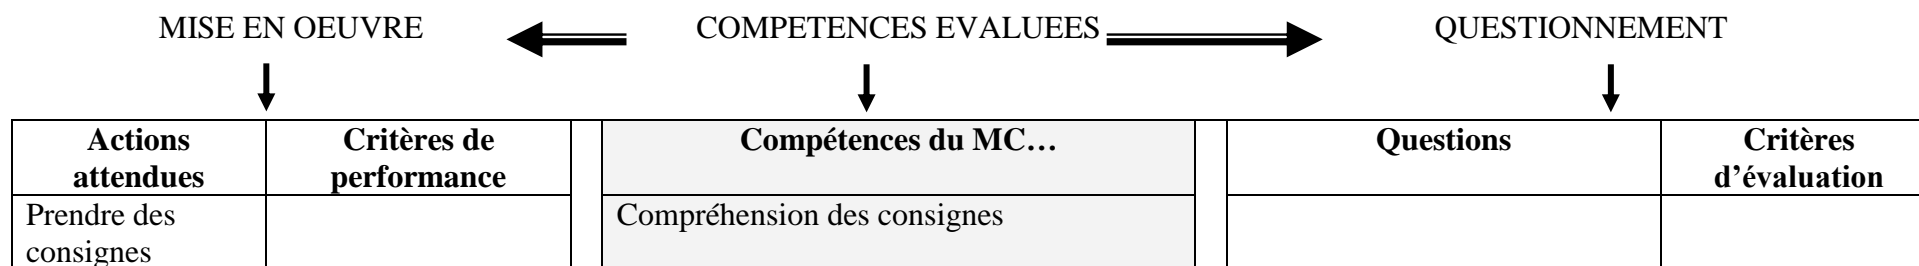 MISE EN OEUVRE COMPETENCES EVALUEES QUESTIONNEMENT
Actions attendues Critères de performance Compétences du MC… Questions Critères d'évaluation
Prendre des consignes Compréhension des consignes